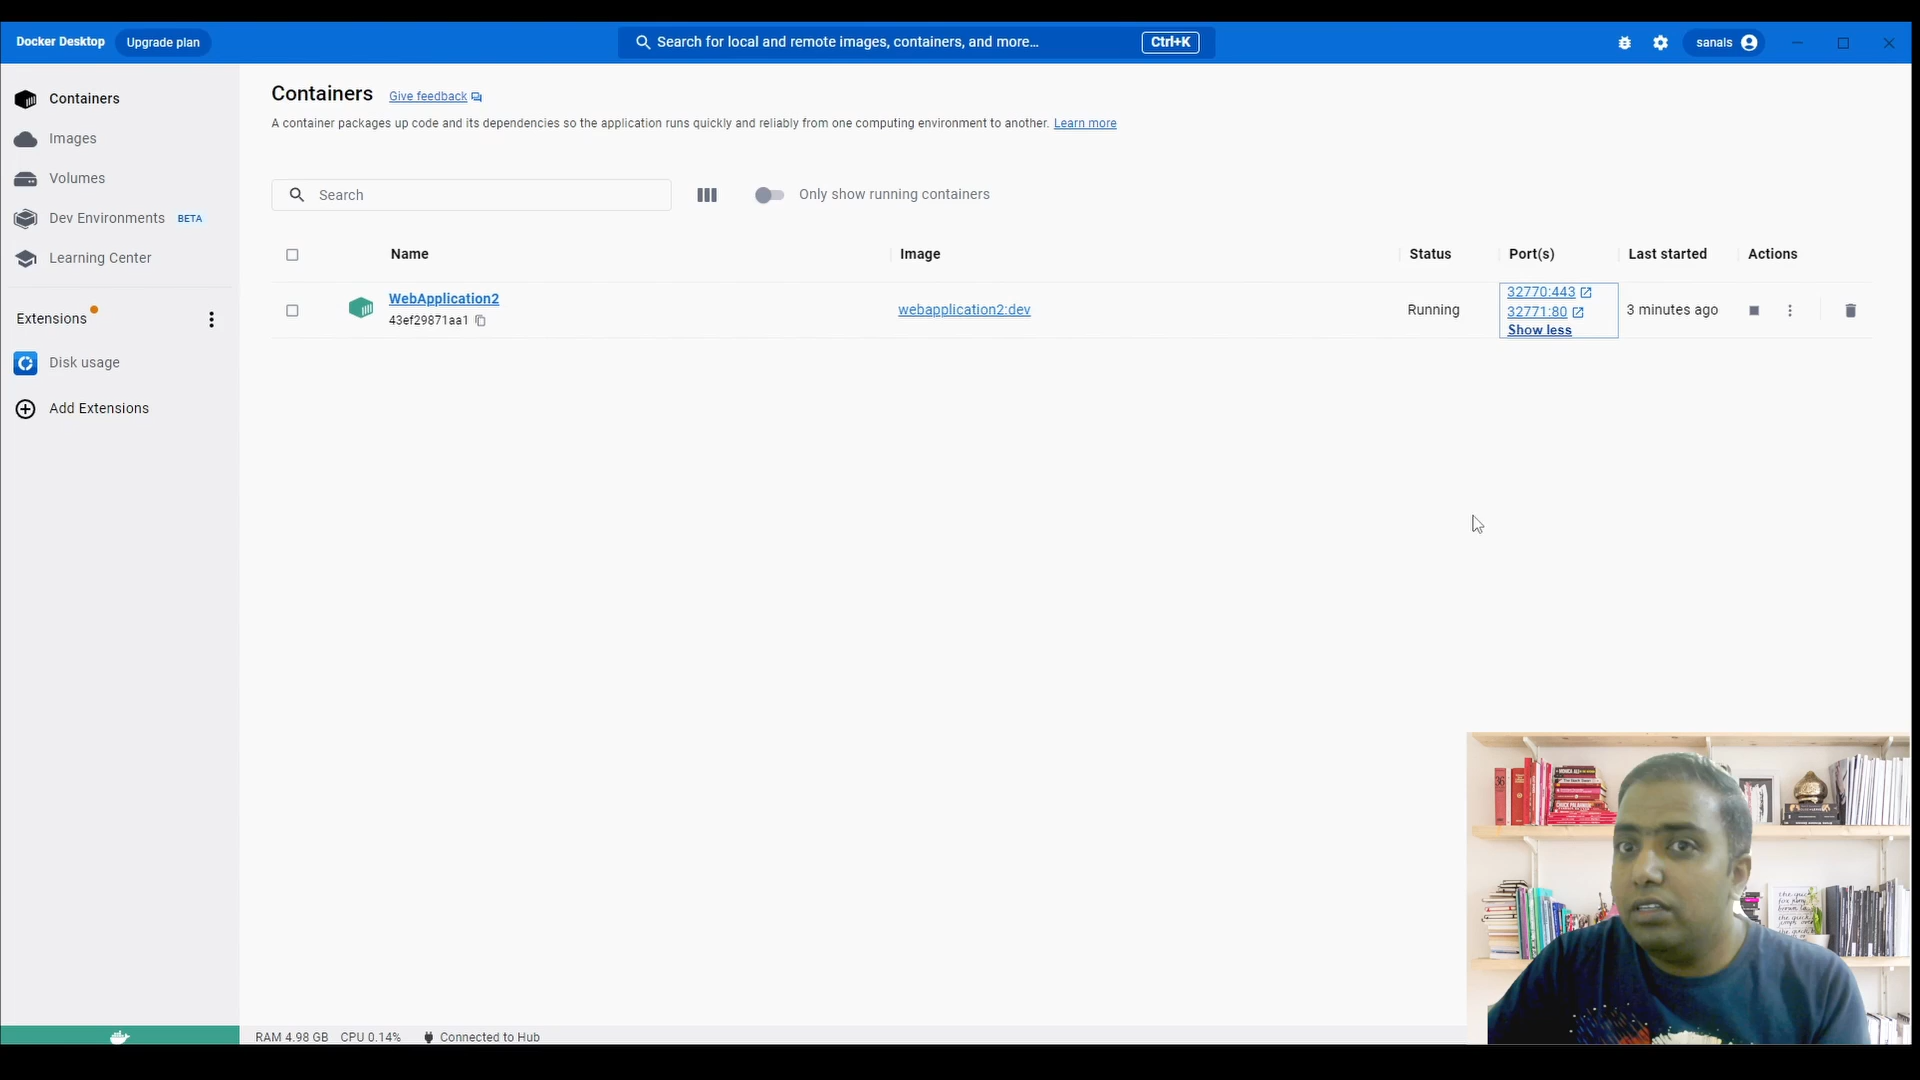 Docker Desktop Upgrade plan Search for local and remote images, containers, and more... Ctrl+K sanals
Containers
Images
Volumes
Dev Environments BETA
Learning Center
Extensions
Disk usage
Add Extensions
Containers Give feedback
A container packages up code and its dependencies so the application runs quickly and reliably from one computing environment to another. Learn more
Search Only show running containers
Name Image Status Port(s) Last started Actions
WebApplication2
43ef29871aa1
webapplication2:dev
Running
32770:443
32771:80
Show less
3 minutes ago
RAM 4.98 GB CPU 0.14% Connected to Hub
36